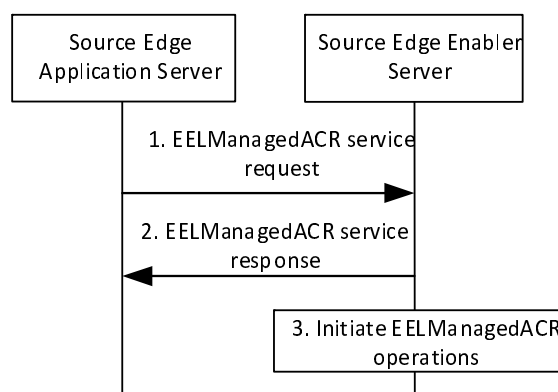 Source Edge
Application Server
Source Edge Enabler
Server
1. EELManagedACR service
request
2. EELManagedACR service
response
3. Initiate EELManagedACR
operations